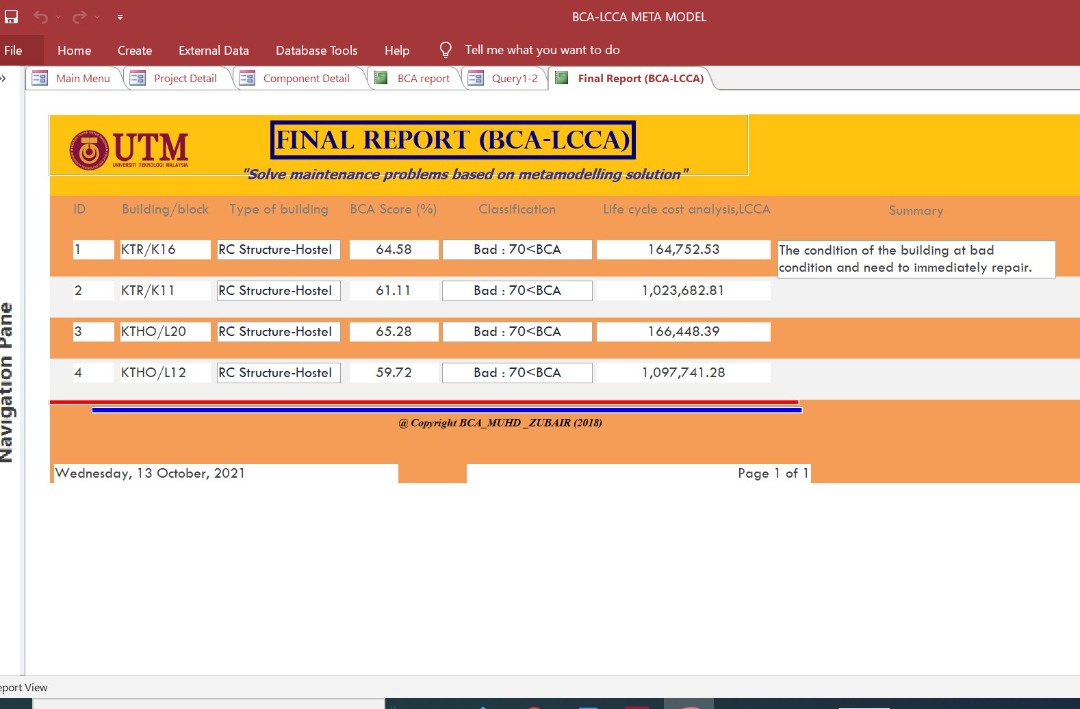 BCA-LCCA META MODEL
File Home Create External Data Database Tools Help Tell me what you want to do
Main Menu Project Detail Component Detail BCA report Query1-2 Final Report (BCA-LCCA)
UTM
UNIVERSITI TEKNOLOGI MALAYSIA
FINAL REPORT (BCA-LCCA)
"Solve maintenance problems based on metamodelling solution"
ID Building/block Type of building BCA Score (%) Classification Life cycle cost analysis,LCCA Summary
1 KTR/K16 RC Structure-Hostel 64.58 Bad : 70<BCA 164,752.53 The condition of the building at bad
condition and need to immediately repair.
2 KTR/K11 RC Structure-Hostel 61.11 Bad : 70<BCA 1,023,682.81
3 KTHO/L20 RC Structure-Hostel 65.28 Bad : 70<BCA 166,448.39
4 KTHO/L12 RC Structure-Hostel 59.72 Bad : 70<BCA 1,097,741.28
@ Copyright BCA_MUHD _ZUBAIR (2018)
Wednesday, 13 October, 2021 Page 1 of 1
Navigation Pane
eport View